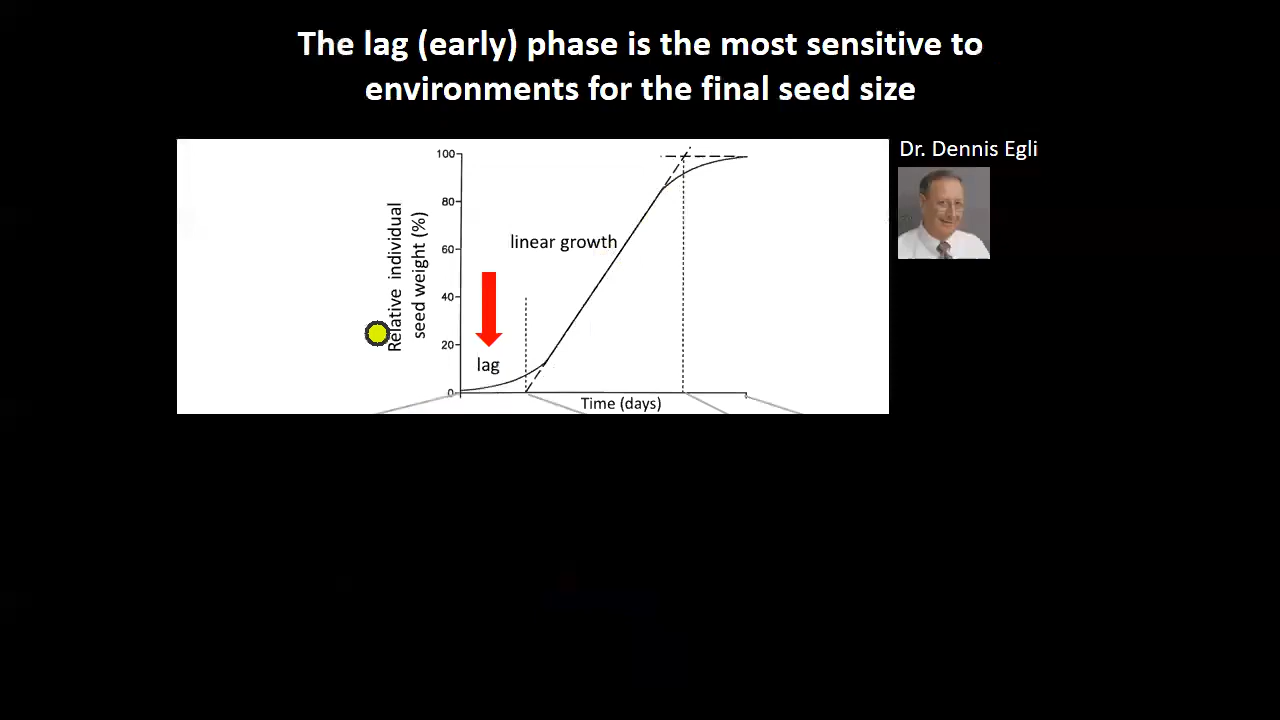 The lag (early) phase is the most sensitive to
environments for the final seed size
Dr. Dennis Egli
Relative individual
seed weight (%)
100
80
60
40
20
0
linear growth
lag
Time (days)